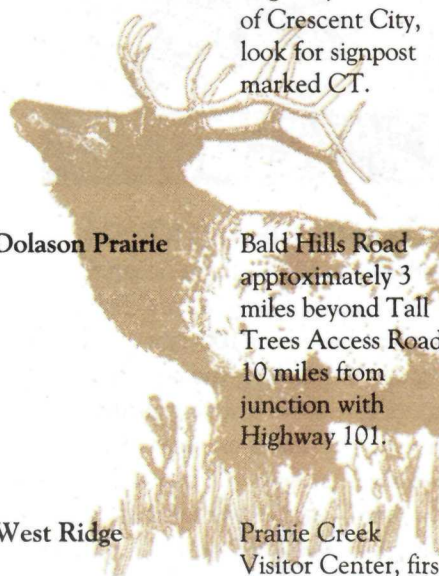 of Crescent City,
look for signpost
marked CT.
Dolason Prairie
Bald Hills Road
approximately 3
miles beyond Tall
Trees Access Road
10 miles from
junction with
Highway 101.
West Ridge
Prairie Creek
Visitor Center, firs